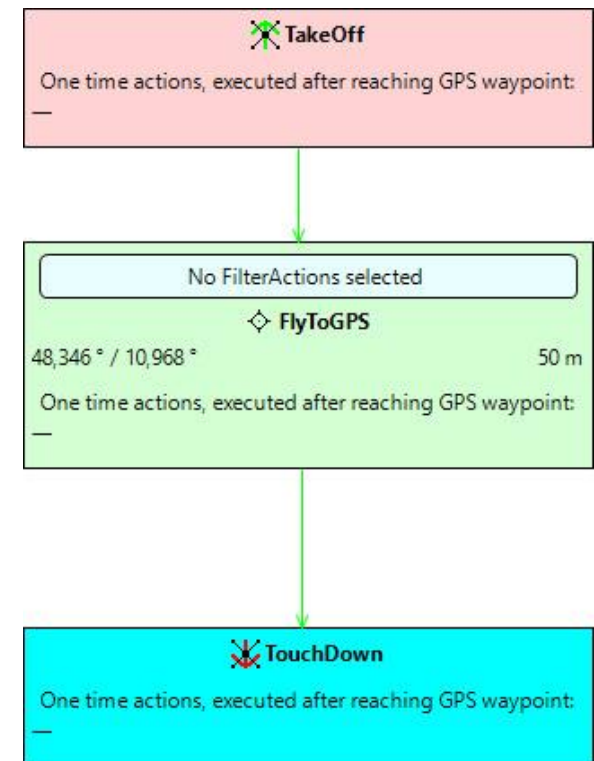 TakeOff
One time actions, executed after reaching GPS waypoint:
—
No FilterActions selected
FlyToGPS
48,346 ° / 10,968 ° 50 m
One time actions, executed after reaching GPS waypoint:
—
TouchDown
One time actions, executed after reaching GPS waypoint:
—